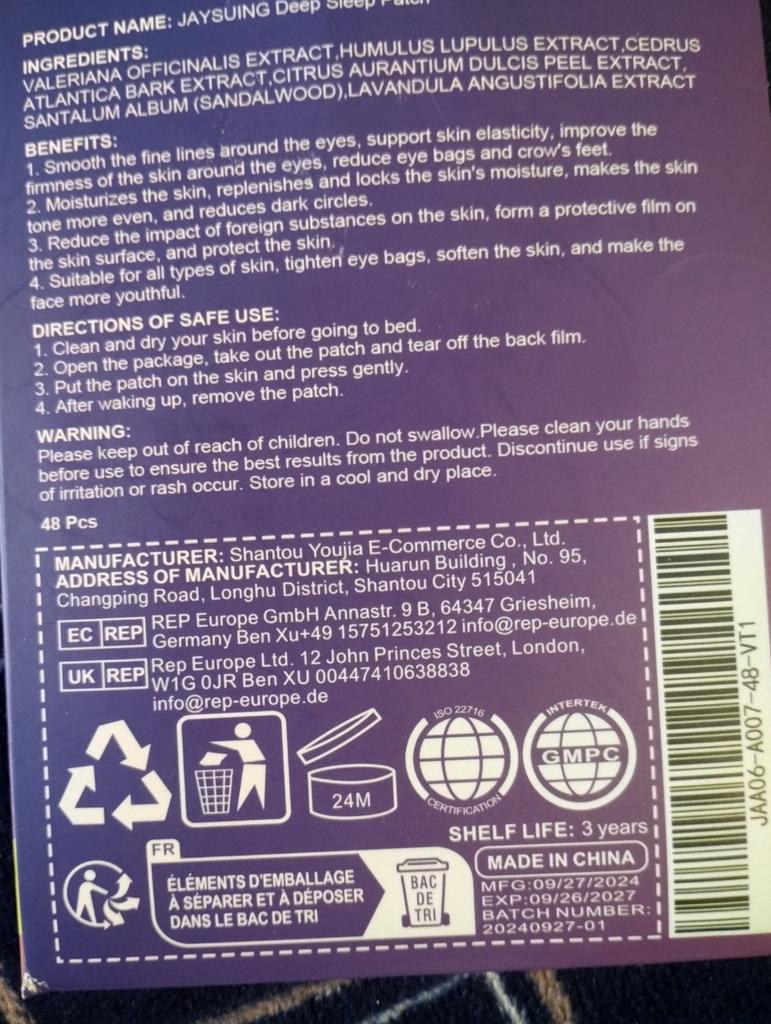 PRODUCT NAME: JAYSUING Deep Sleep Patch
INGREDIENTS:
VALERIANA OFFICINALIS EXTRACT,HUMULUS LUPULUS EXTRACT,CEDRUS
ATLANTICA BARK EXTRACT,CITRUS AURANTIUM DULCIS PEEL EXTRACT,
SANTALUM ALBUM (SANDALWOOD),LAVANDULA ANGUSTIFOLIA EXTRACT
BENEFITS:
1. Smooth the fine lines around the eyes, support skin elasticity, improve the
firmness of the skin around the eyes, reduce eye bags and crow's feet.
2. Moisturizes the skin, replenishes and locks the skin's moisture, makes the skin
tone more even, and reduces dark circles.
3. Reduce the impact of foreign substances on the skin, form a protective film on
the skin surface, and protect the skin.
4. Suitable for all types of skin, tighten eye bags, soften the skin, and make the
face more youthful.
DIRECTIONS OF SAFE USE:
1. Clean and dry your skin before going to bed.
2. Open the package, take out the patch and tear off the back film.
3. Put the patch on the skin and press gently.
4. After waking up, remove the patch.
WARNING:
Please keep out of reach of children. Do not swallow.Please clean your hands
before use to ensure the best results from the product. Discontinue use if signs
of irritation or rash occur. Store in a cool and dry place.
48 Pcs
MANUFACTURER: Shantou Youjia E-Commerce Co., Ltd.
ADDRESS OF MANUFACTURER: Huarun Building , No. 95,
Changping Road, Longhu District, Shantou City 515041
EC REP REP Europe GmbH Annastr. 9 B, 64347 Griesheim,
Germany Ben Xu+49 15751253212 info@rep-europe.de
UK REP Rep Europe Ltd. 12 John Princes Street, London,
W1G 0JR Ben XU 00447410638838
info@rep-europe.de
24M
ISO 22716
CERTIFICATION
INTERTEK
GMPC
SHELF LIFE: 3 years
FR
ÉLÉMENTS D'EMBALLAGE
À SÉPARER ET À DÉPOSER
DANS LE BAC DE TRI
BAC
DE
TRI
MADE IN CHINA
MFG:09/27/2024
EXP:09/26/2027
BATCH NUMBER:
20240927-01
JAA06-A007-48-VT1